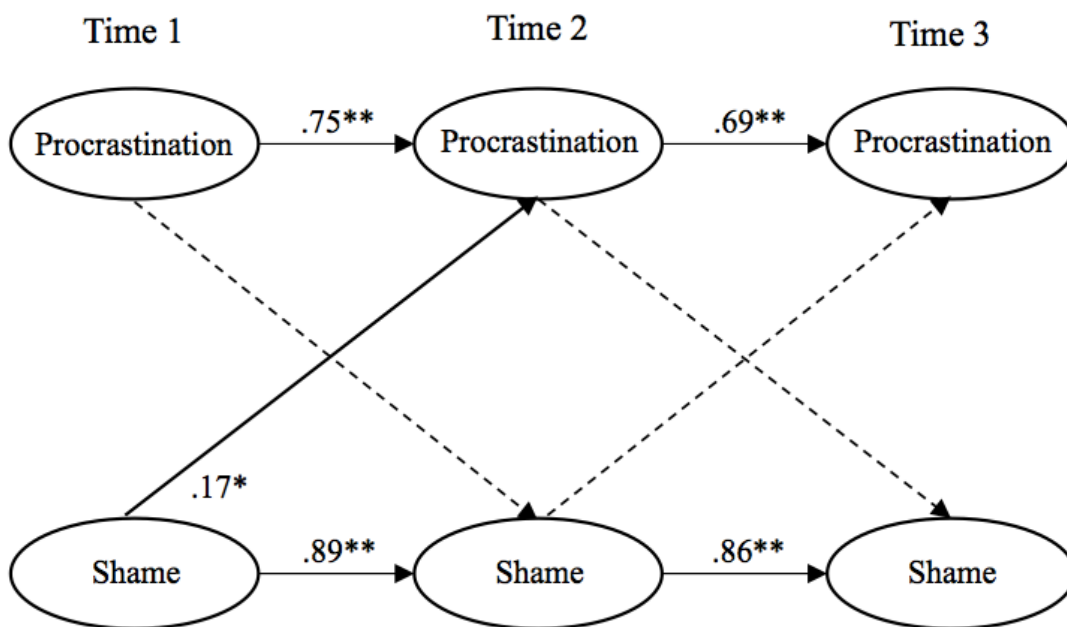 Time 1
Time 2
Time 3
Procrastination
.75**
Procrastination
.69**
Procrastination
.17*
Shame
.89**
Shame
.86**
Shame